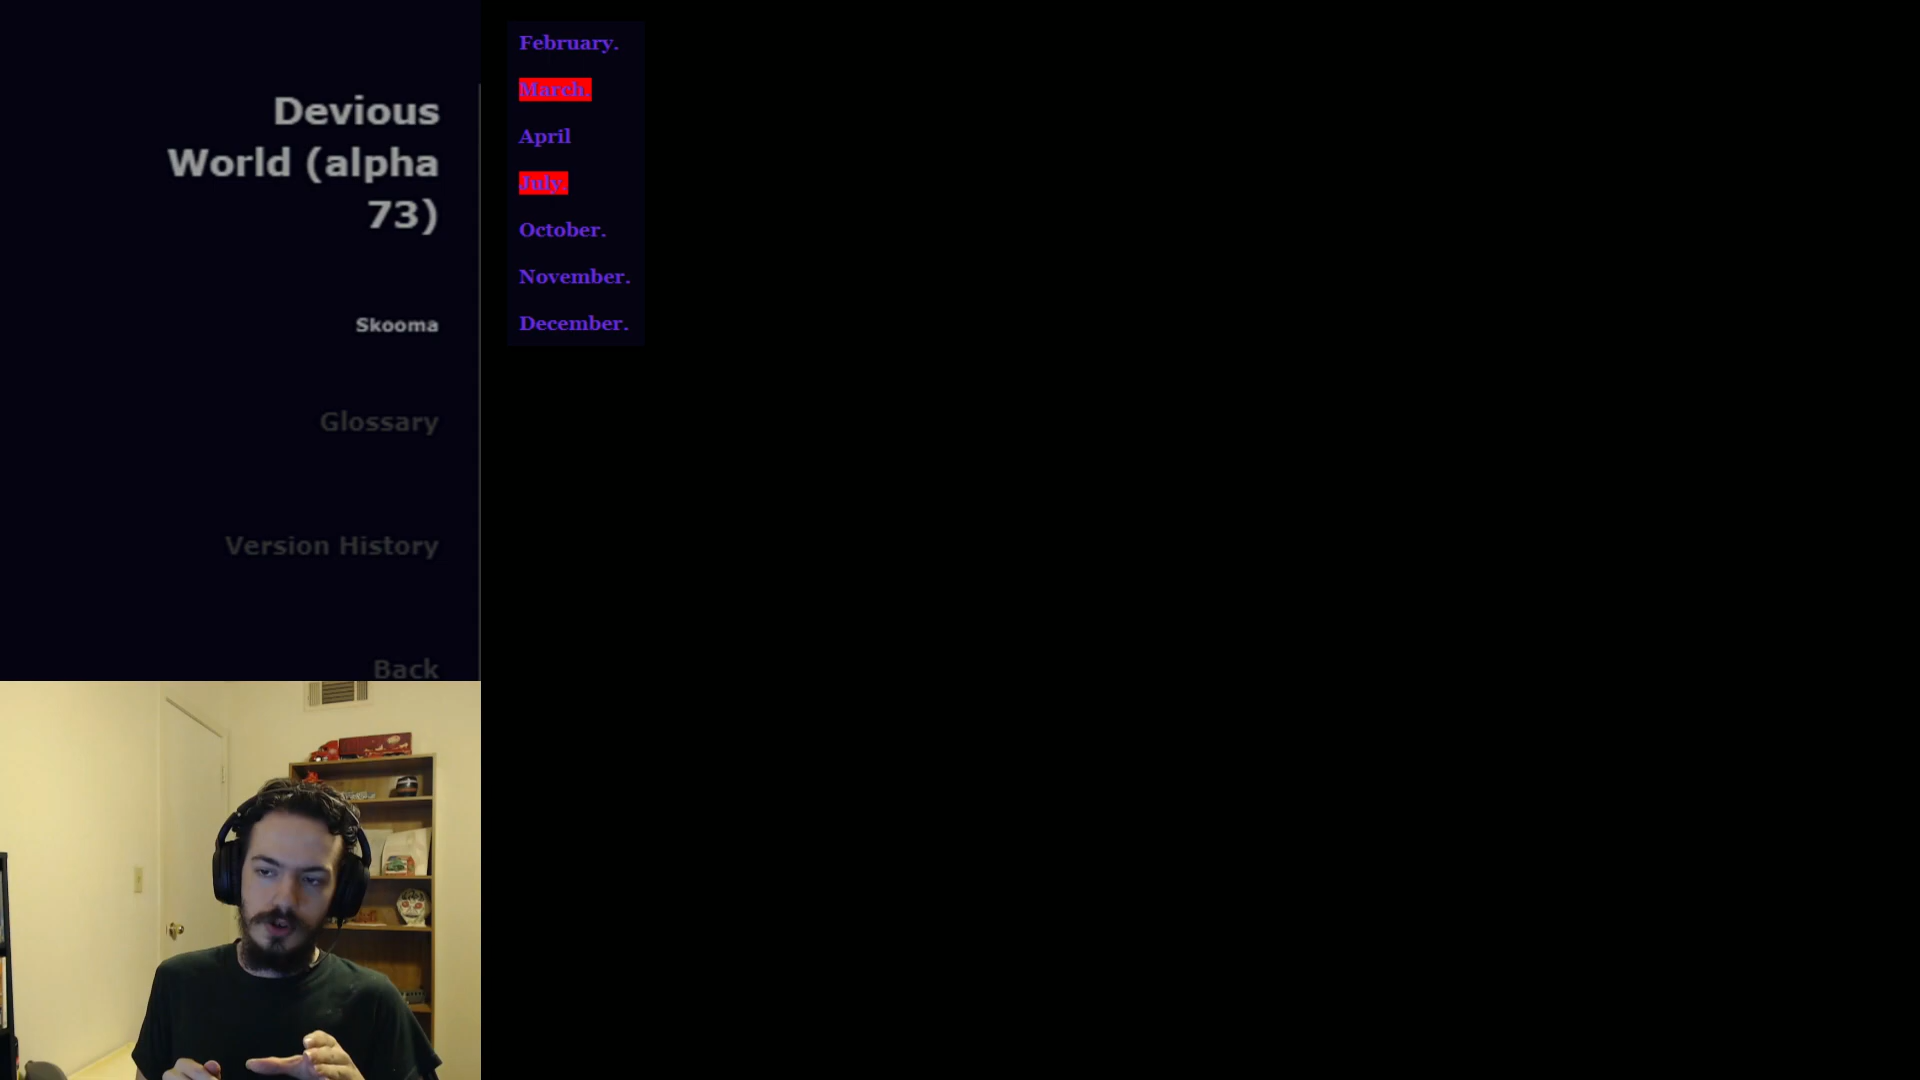 Devious
World (alpha
73)
Skooma
Glossary
Version History
Back
February.
March.
April
July.
October.
November.
December.